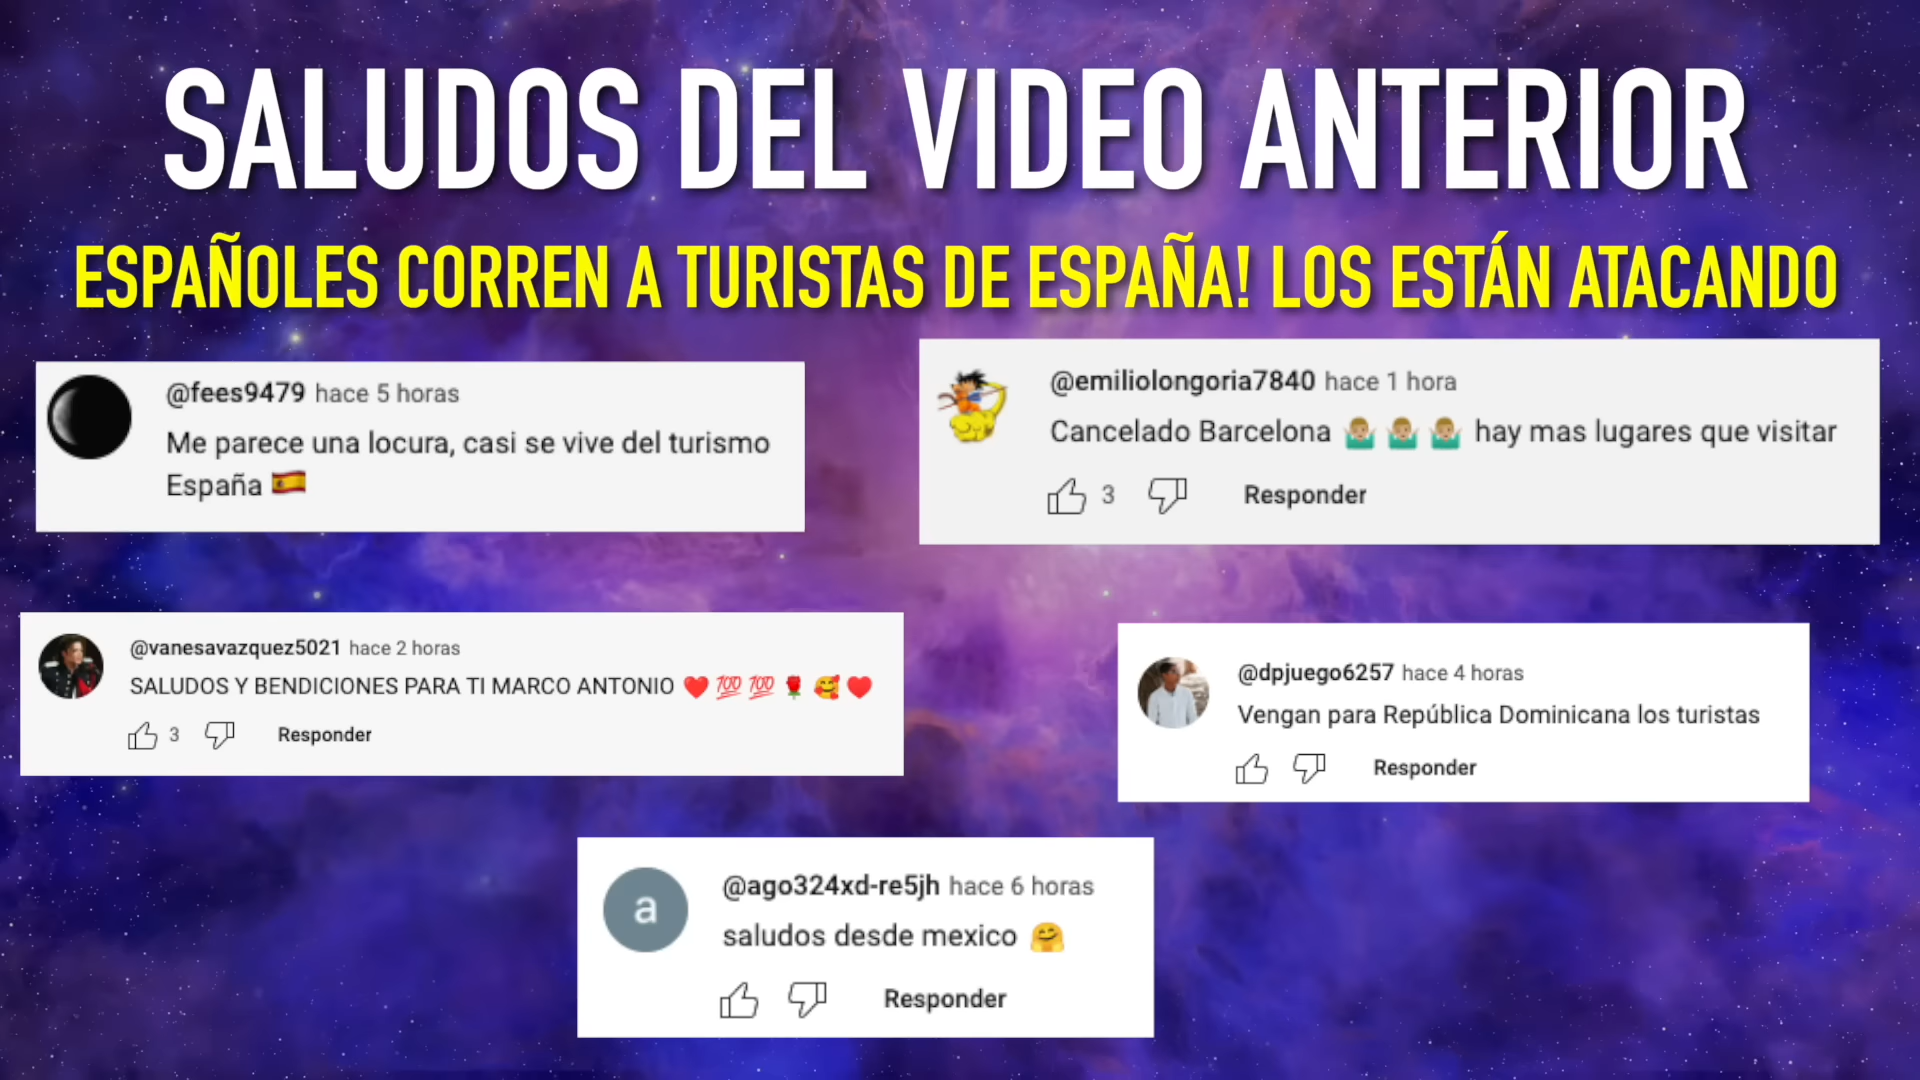 SALUDOS DEL VIDEO ANTERIOR
ESPAÑOLES CORREN A TURISTAS DE ESPAÑA! LOS ESTÁN ATACANDO
@fees9479 hace 5 horas
Me parece una locura, casi se vive del turismo
España 🇪🇸
@emiliolongoria7840 hace 1 hora
Cancelado Barcelona 🤷🏼‍♂️ 🤷🏼‍♂️ 🤷🏼‍♂️ hay mas lugares que visitar
3 Responder
@vanesavazquez5021 hace 2 horas
SALUDOS Y BENDICIONES PARA TI MARCO ANTONIO ❤️ 💯 💯 🌹 🥰 ♥️
3 Responder
@dpjuego6257 hace 4 horas
Vengan para República Dominicana los turistas
Responder
a
@ago324xd-re5jh hace 6 horas
saludos desde mexico 🤗
Responder